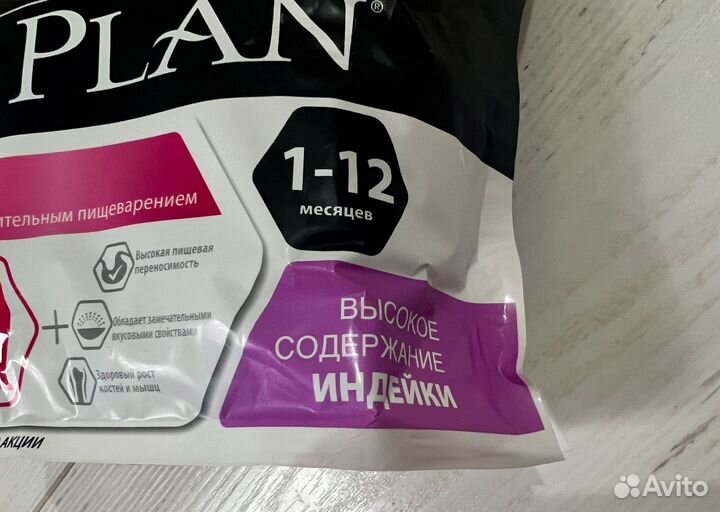 PLAN®
1-12
месяцев
ительным пищеварением
Высокая пищевая
переносимость
Обладает замечательными
вкусовыми свойствами
Здоровый рост
костей и мышц
ВЫСОКОЕ
СОДЕРЖАНИЕ
ИНДЕЙКИ
АКЦИИ
Avito